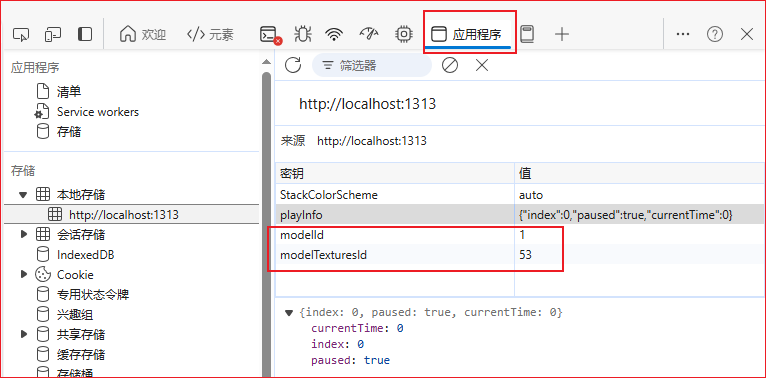 欢迎 </> 元素 应用程序
应用程序 筛选器
清单
Service workers
存储
http://localhost:1313
来源 http://localhost:1313
存储
本地存储
http://localhost:1313
会话存储
IndexedDB
Cookie
专用状态令牌
兴趣组
共享存储
缓存存储
存储桶
密钥 值
StackColorScheme auto
playInfo {"index":0,"paused":true,"currentTime":0}
modelId 1
modelTexturesId 53
{index: 0, paused: true, currentTime: 0}
currentTime: 0
index: 0
paused: true